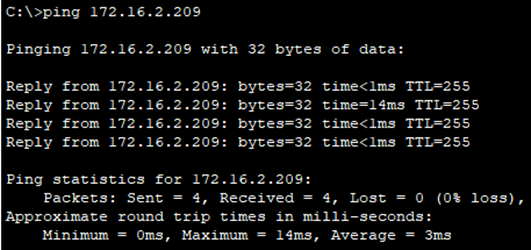 C:\>ping 172.16.2.209
Pinging 172.16.2.209 with 32 bytes of data:
Reply from 172.16.2.209: bytes=32 time<1ms TTL=255
Reply from 172.16.2.209: bytes=32 time=14ms TTL=255
Reply from 172.16.2.209: bytes=32 time<1ms TTL=255
Reply from 172.16.2.209: bytes=32 time<1ms TTL=255
Ping statistics for 172.16.2.209:
Packets: Sent = 4, Received = 4, Lost = 0 (0% loss),
Approximate round trip times in milli-seconds:
Minimum = 0ms, Maximum = 14ms, Average = 3ms